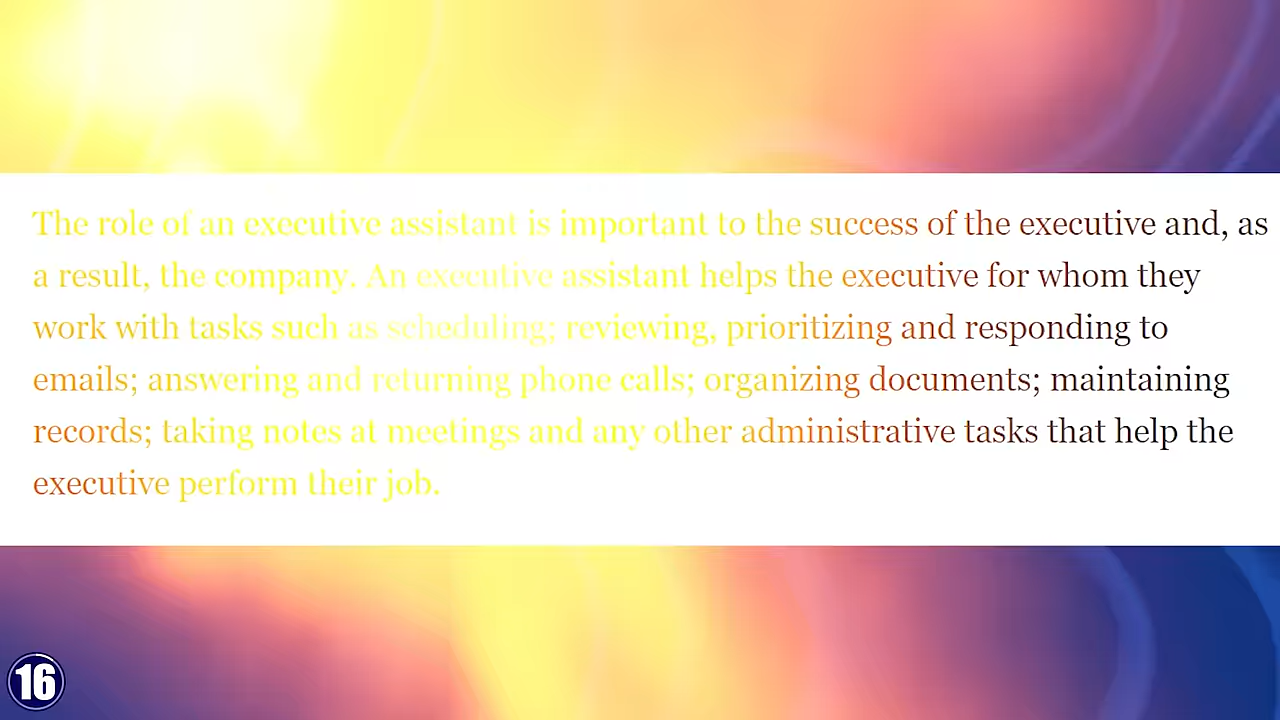 The role of an executive assistant is important to the success of the executive and, as
a result, the company. An executive assistant helps the executive for whom they
work with tasks such as scheduling; reviewing, prioritizing and responding to
emails; answering and returning phone calls; organizing documents; maintaining
records; taking notes at meetings and any other administrative tasks that help the
executive perform their job.
16